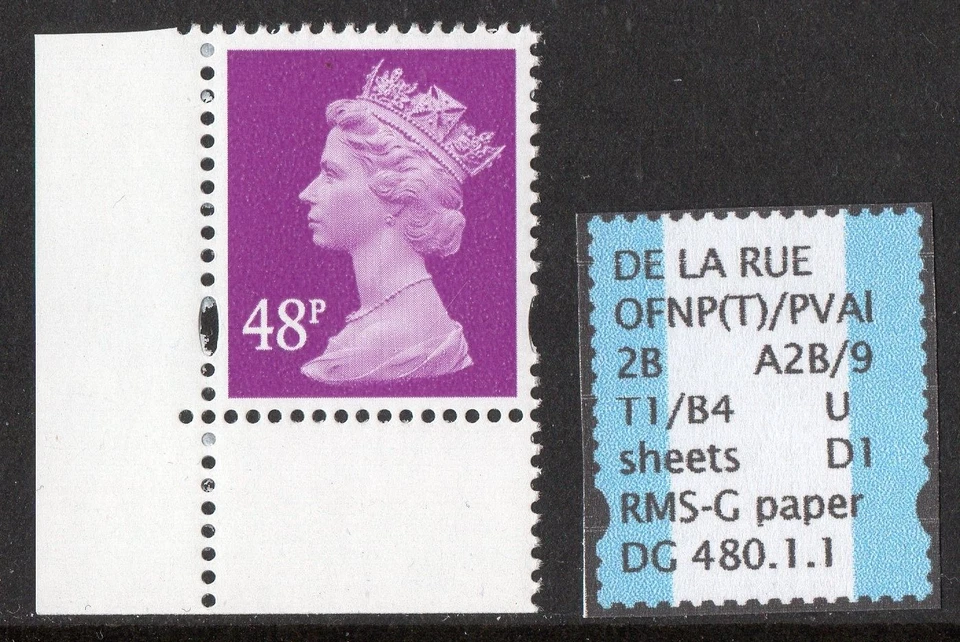 48P
DE LA RUE
OFNP(T)/PVAl
2B A2B/9
T1/B4 U
sheets D1
RMS-G paper
DG 480.1.1